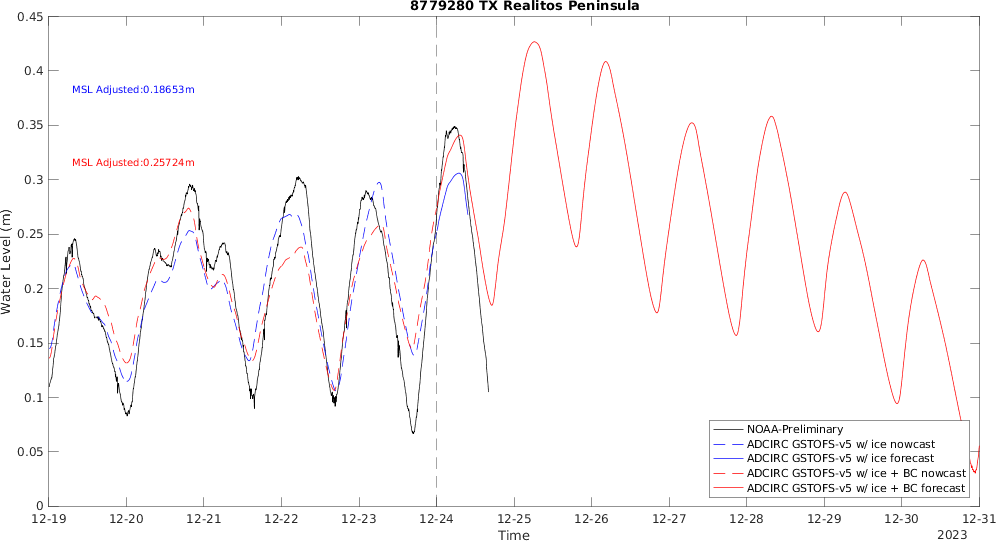 8779280 TX Realitos Peninsula
Water Level (m)
0.45
0.4
0.35
0.3
0.25
0.2
0.15
0.1
0.05
0
MSL Adjusted:0.18653m
MSL Adjusted:0.25724m
NOAA-Preliminary
ADCIRC GSTOFS-v5 w/ ice nowcast
ADCIRC GSTOFS-v5 w/ ice forecast
ADCIRC GSTOFS-v5 w/ ice + BC nowcast
ADCIRC GSTOFS-v5 w/ ice + BC forecast
12-19 12-20 12-21 12-22 12-23 12-24 12-25 12-26 12-27 12-28 12-29 12-30 12-31
Time
2023